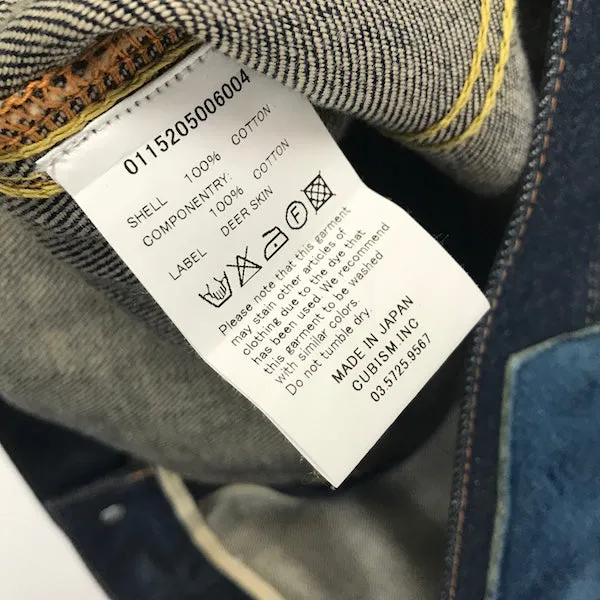 0115205006004
SHELL 100% COTTON
COMPONENTRY:
100% COTTON
LABEL DEER SKIN
Please note that this garment
may stain other articles of
clothing due to the dye that
has been used. We recommend
this garment to be washed
with similar colors.
Do not tumble dry.
MADE IN JAPAN
CUBISM.INC
03.5725.9567